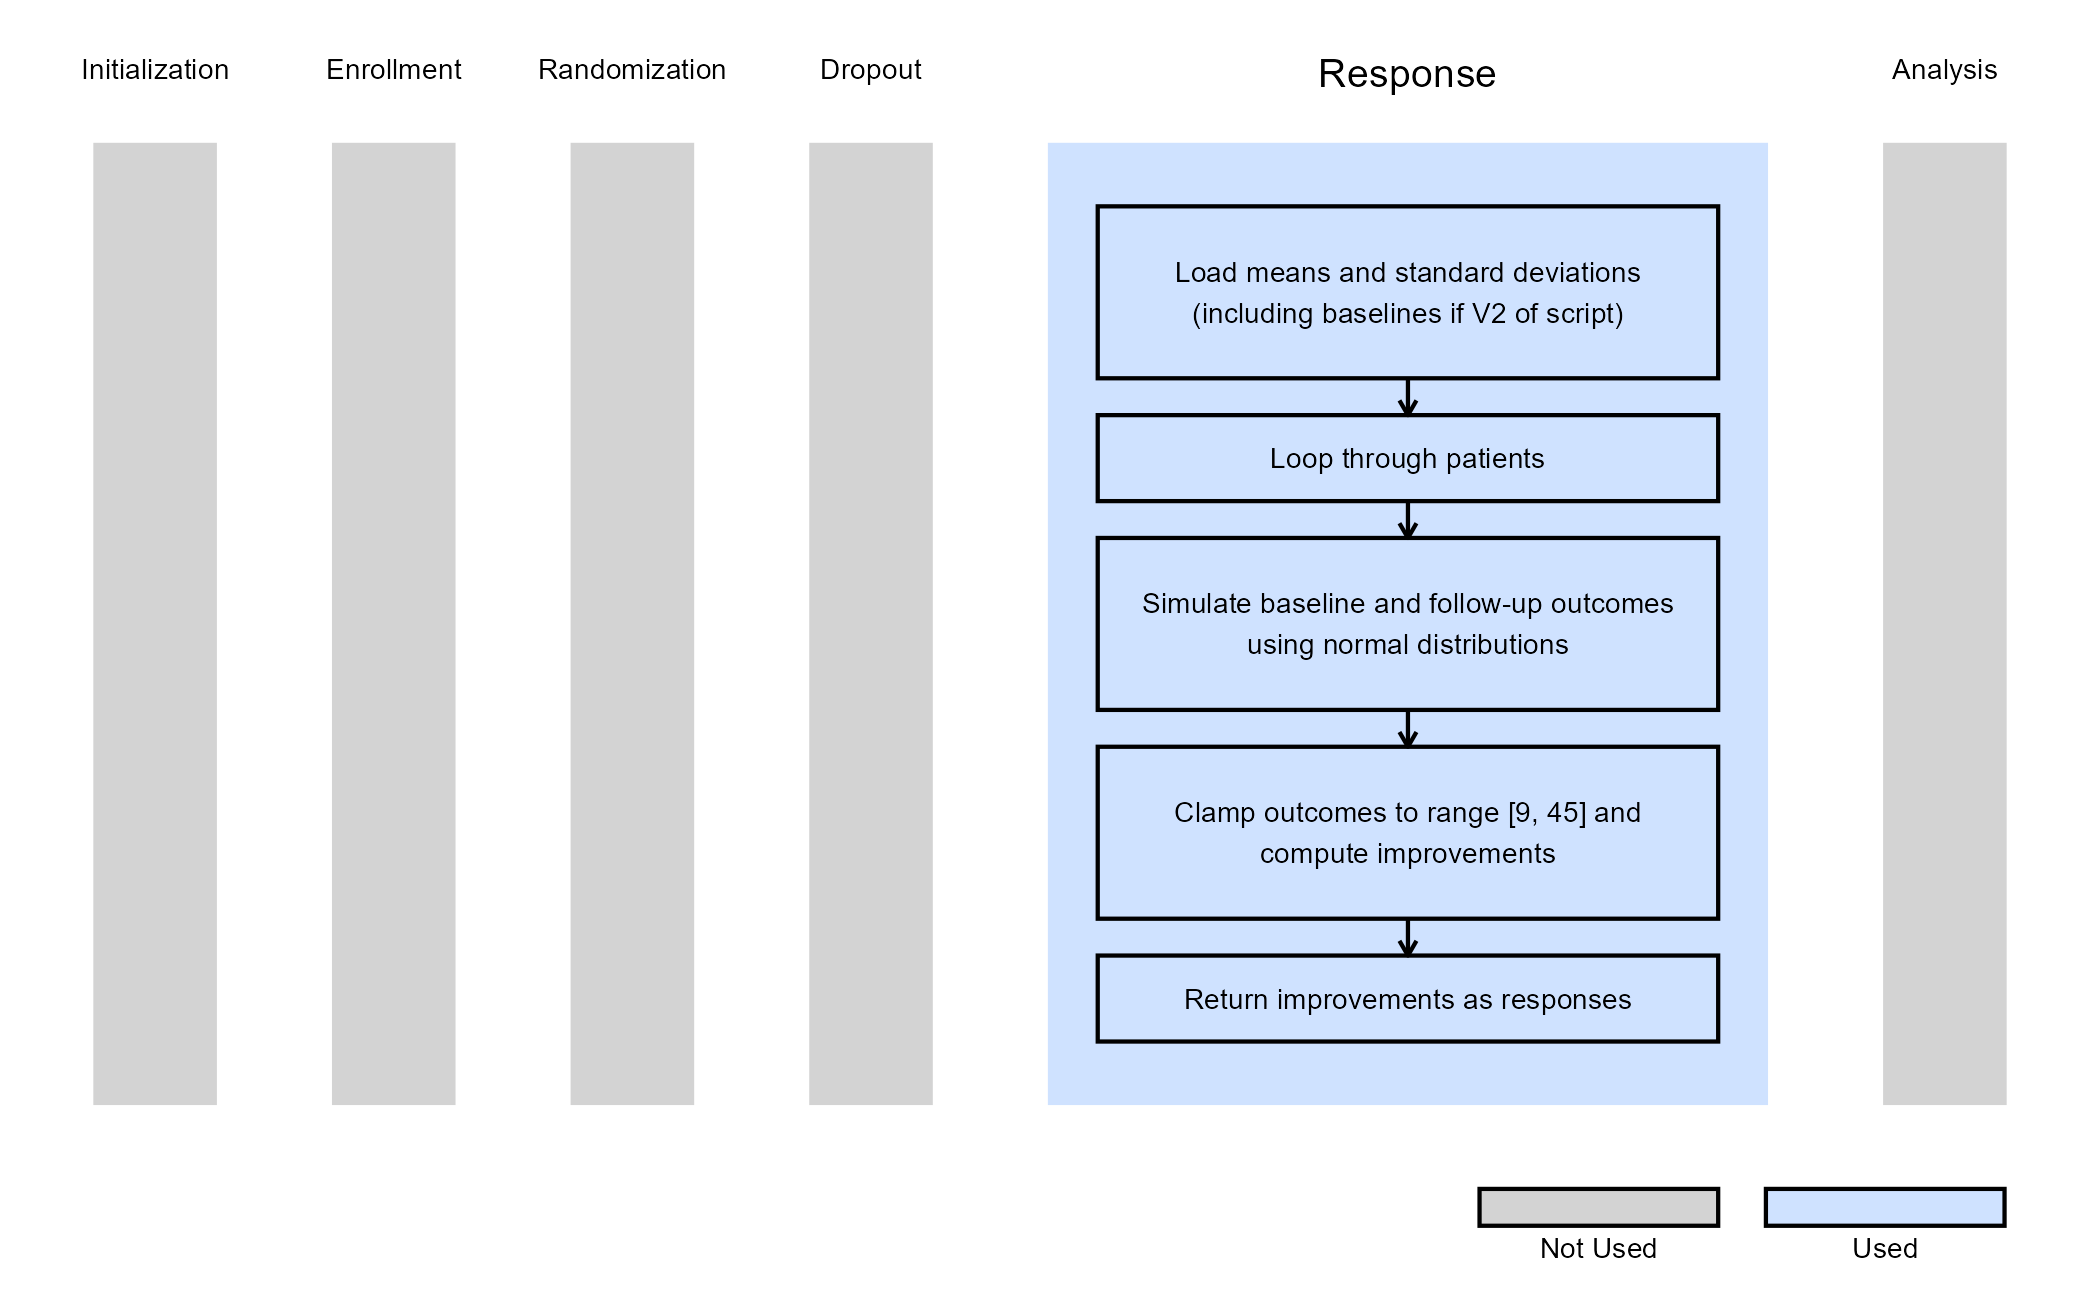 Initialization
Enrollment
Randomization
Dropout
Response
Analysis
Load means and standard deviations
(including baselines if V2 of script)
Loop through patients
Simulate baseline and follow-up outcomes
using normal distributions
Clamp outcomes to range [9, 45] and
compute improvements
Return improvements as responses
Not Used
Used